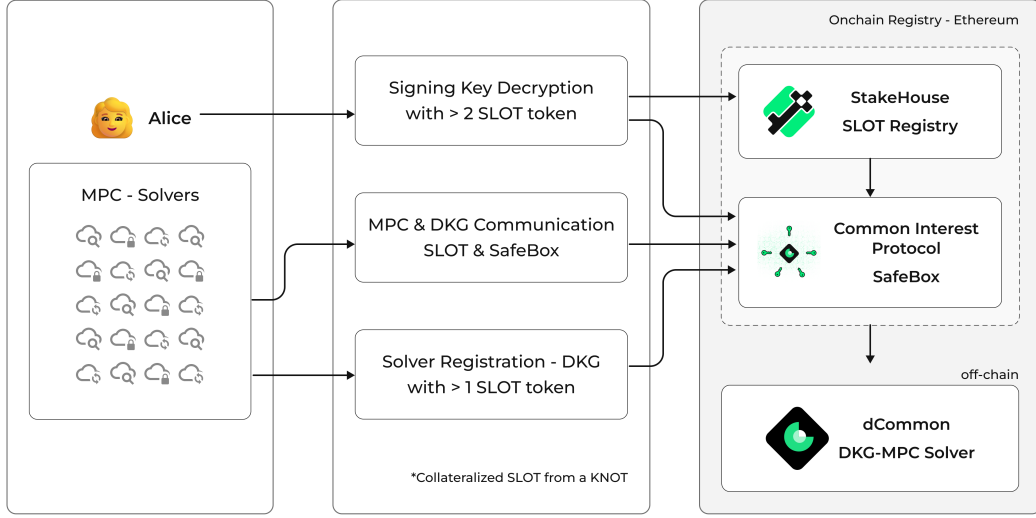 Alice
MPC - Solvers
Signing Key Decryption
with > 2 SLOT token
MPC & DKG Communication
SLOT & SafeBox
Solver Registration - DKG
with > 1 SLOT token
*Collateralized SLOT from a KNOT
Onchain Registry - Ethereum
StakeHouse
SLOT Registry
Common Interest
Protocol
SafeBox
off-chain
dCommon
DKG-MPC Solver